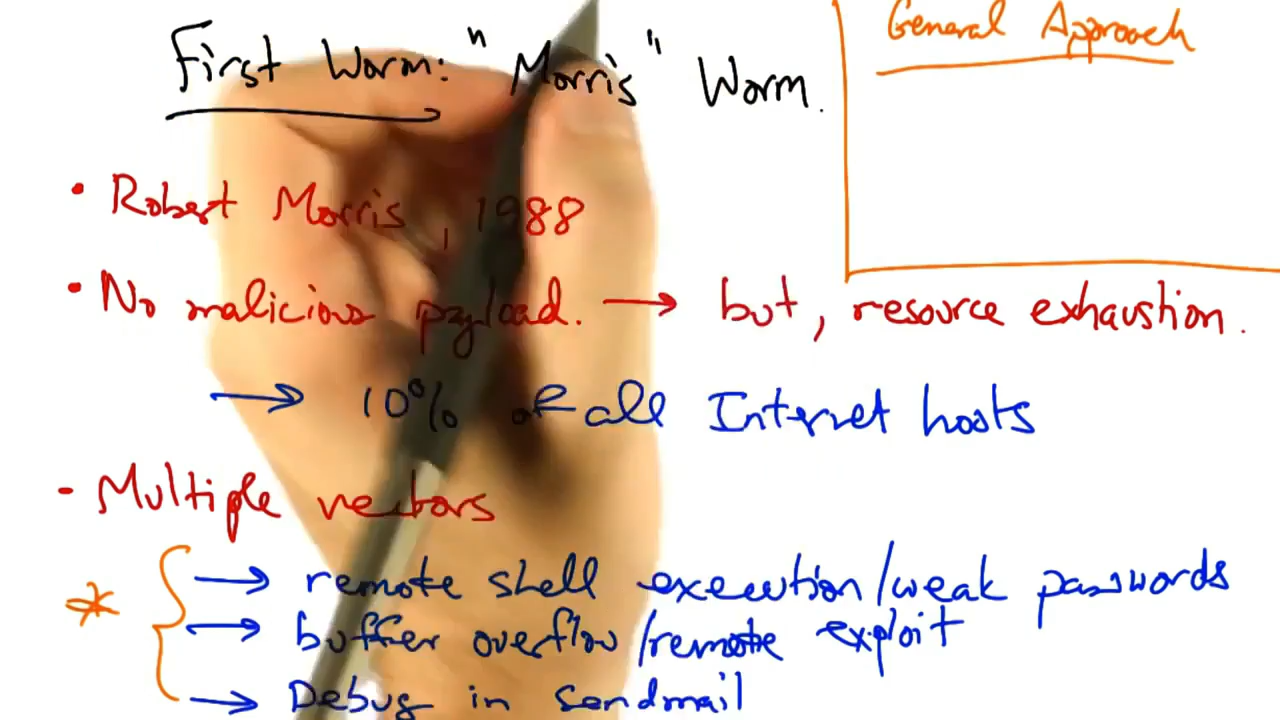 First Worm: "Morris" Worm.
General Approach
• Robert Morris, 1988
• No malicious payload. → but, resource exhaustion.
→ 10% of all Internet hosts
- Multiple vectors
* { → remote shell execution/weak passwords
→ buffer overflow/remote exploit
→ Debug in sendmail